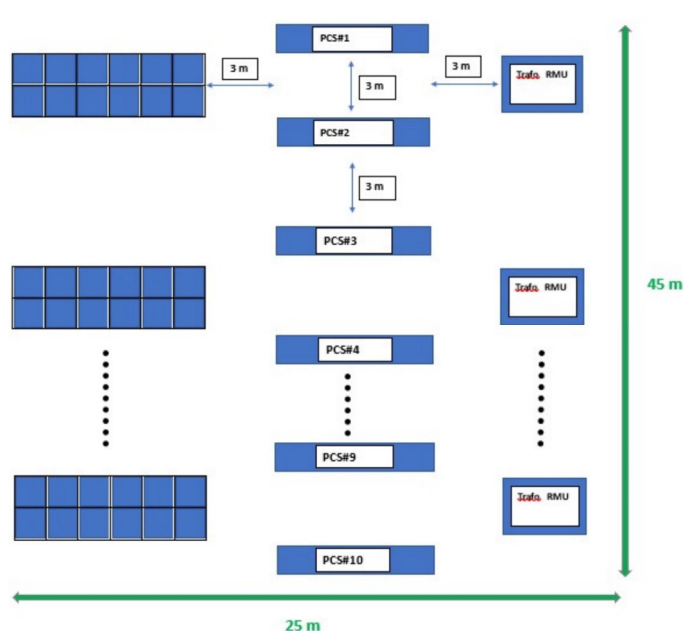 PCS#1
3 m
3 m
3 m
Trafo RMU
PCS#2
3 m
PCS#3
Trafo RMU
45 m
PCS#4
PCS#9
Trafo RMU
PCS#10
25 m